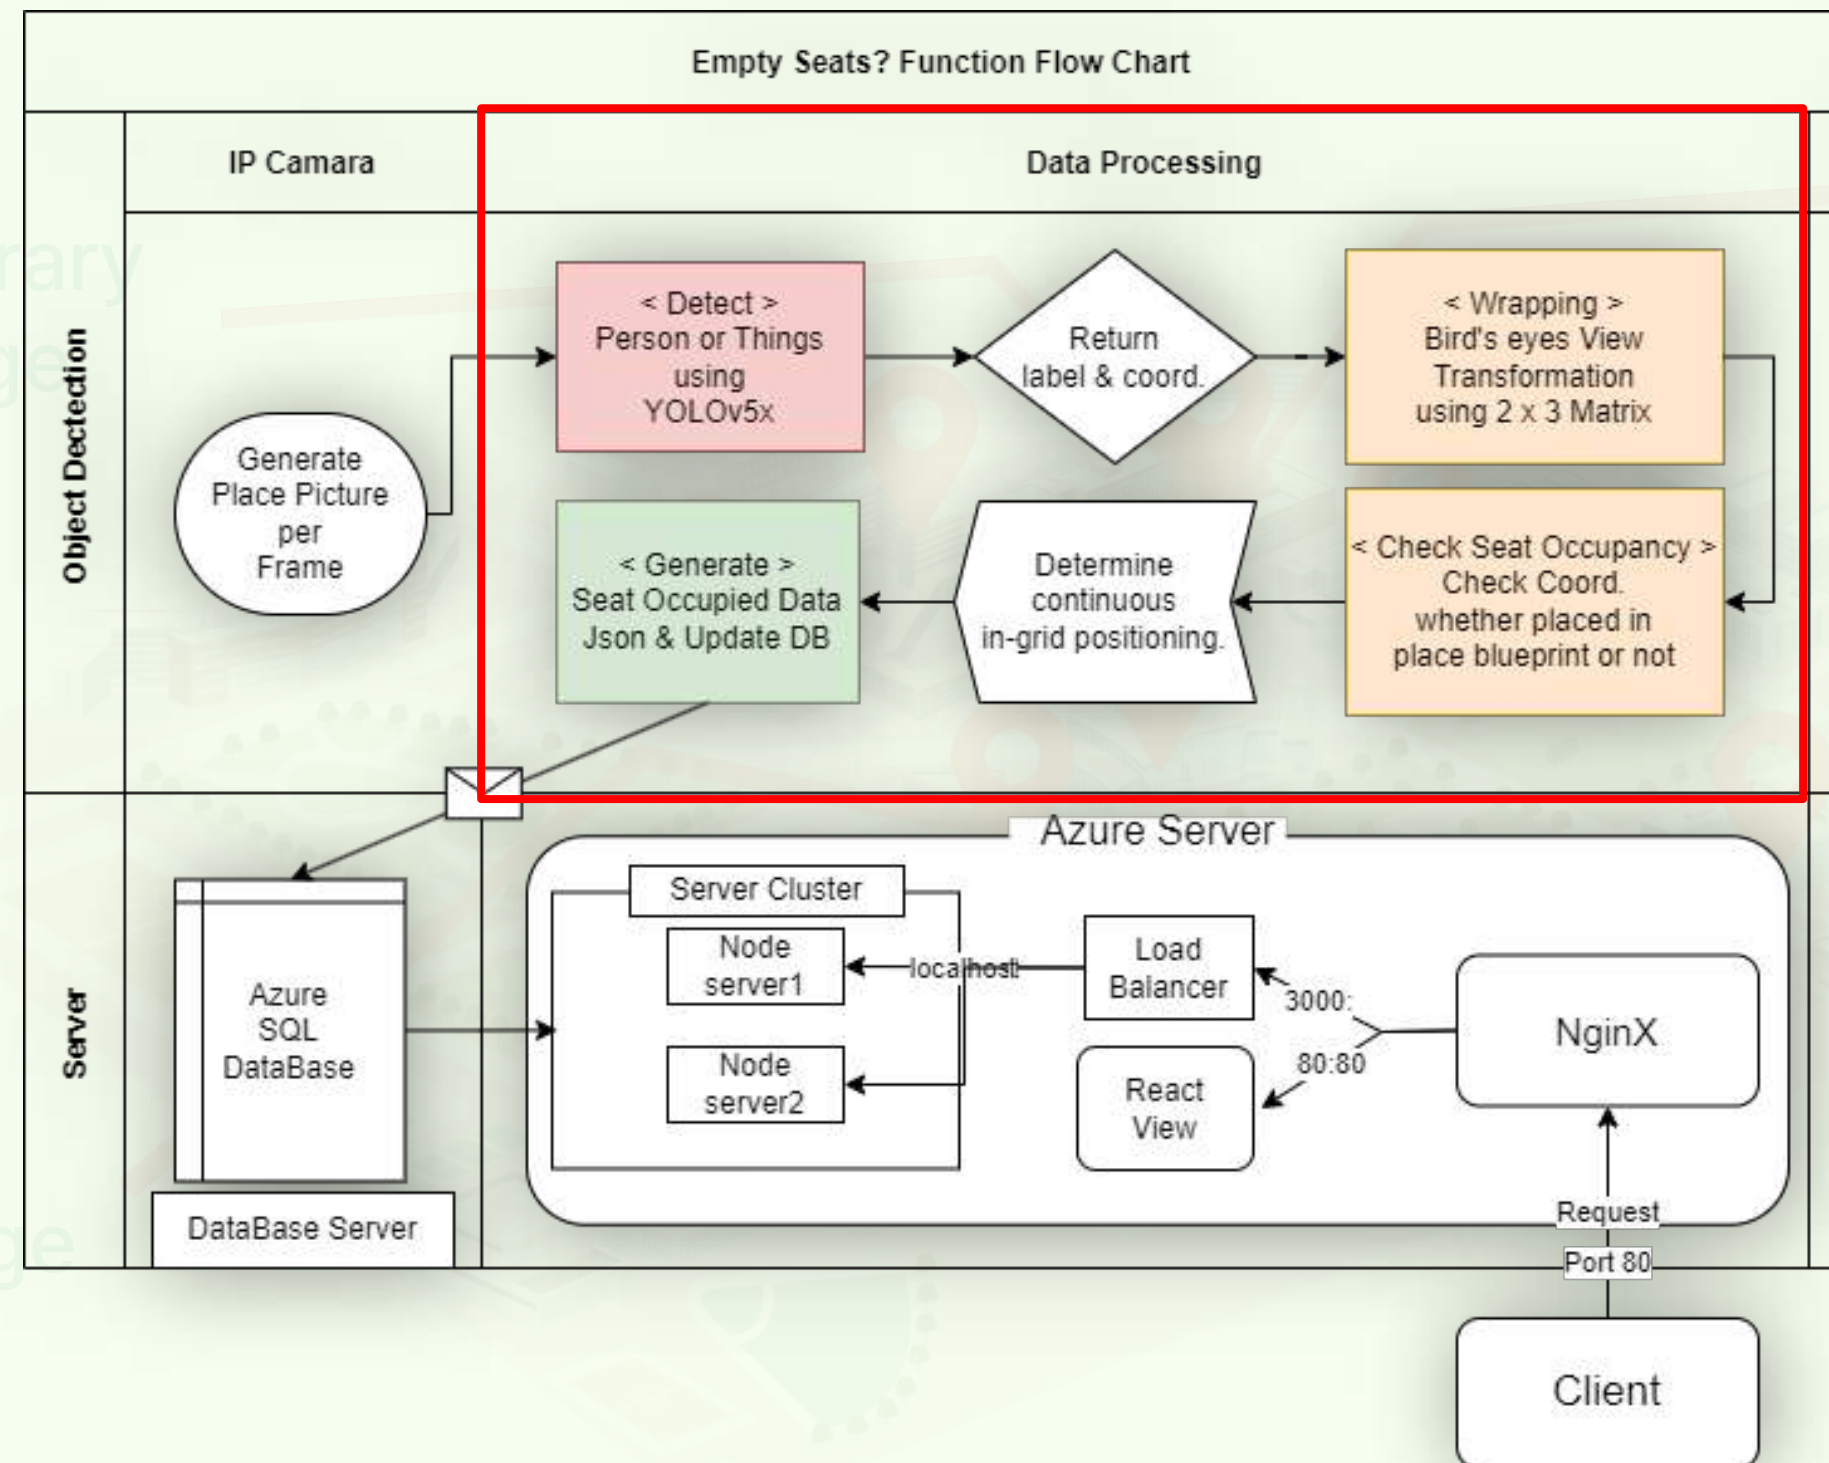 Empty Seats? Function Flow Chart
IP Camara
Data Processing
Object Dectection
Generate
Place Picture
per
Frame
< Detect >
Person or Things
using
YOLOv5x
Return
label & coord.
< Wrapping >
Bird's eyes View
Transformation
using 2 x 3 Matrix
< Check Seat Occupancy >
Check Coord.
whether placed in
place blueprint or not
Determine
continuous
in-grid positioning.
< Generate >
Seat Occupied Data
Json & Update DB
Server
Azure
SQL
DataBase
DataBase Server
Azure Server
Server Cluster
Node
server1
Node
server2
localhost:
Load
Balancer
React
View
3000:
80:80
NginX
Request
Port 80
Client